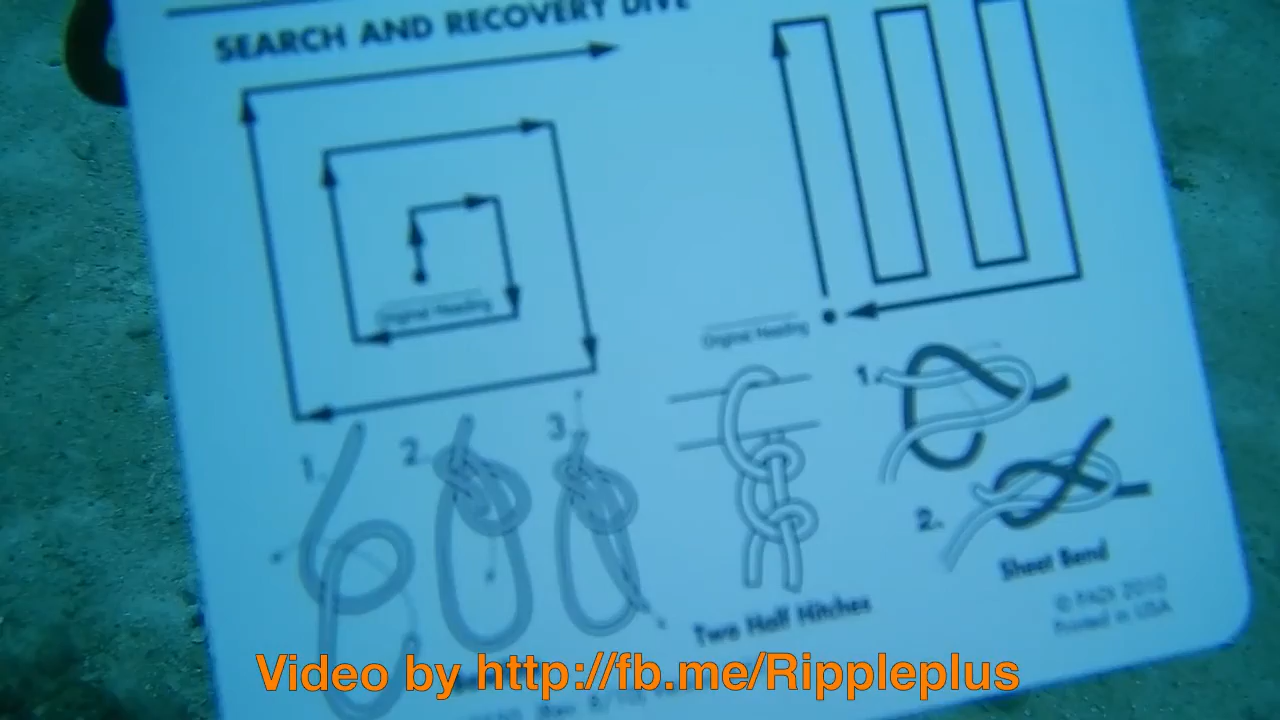 SEARCH AND RECOVERY DIVE
Original Heading
Original Heading
1.
2.
3.
1.
2.
Two Half Hitches
Sheet Bend
© PADI 2010
Printed in USA
Video by http://fb.me/Rippleplus